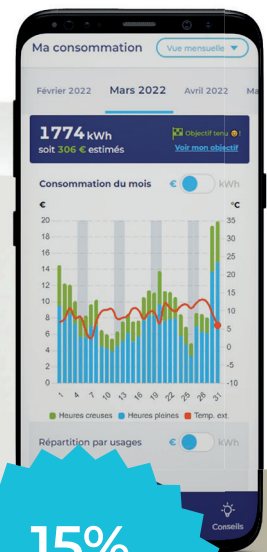 Ma consommation
Vue mensuelle
Février 2022
Mars 2022
Avril 2022
Ma
1774 kWh
soit 306 € estimés
Objectif tenu !
Voir mon objectif
Consommation du mois
€
kWh
€
°C
20
18
16
14
12
10
8
6
4
2
0
35
30
25
20
15
10
5
0
-5
-10
1
4
7
10
13
16
19
22
25
28
31
Heures creuses
Heures pleines
Temp. ext.
Répartition par usages
€
kWh
Conseils
15%